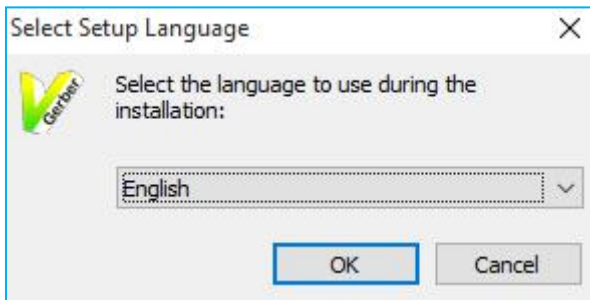 Select Setup Language
Gerber
Select the language to use during the
installation:
English
OK
Cancel